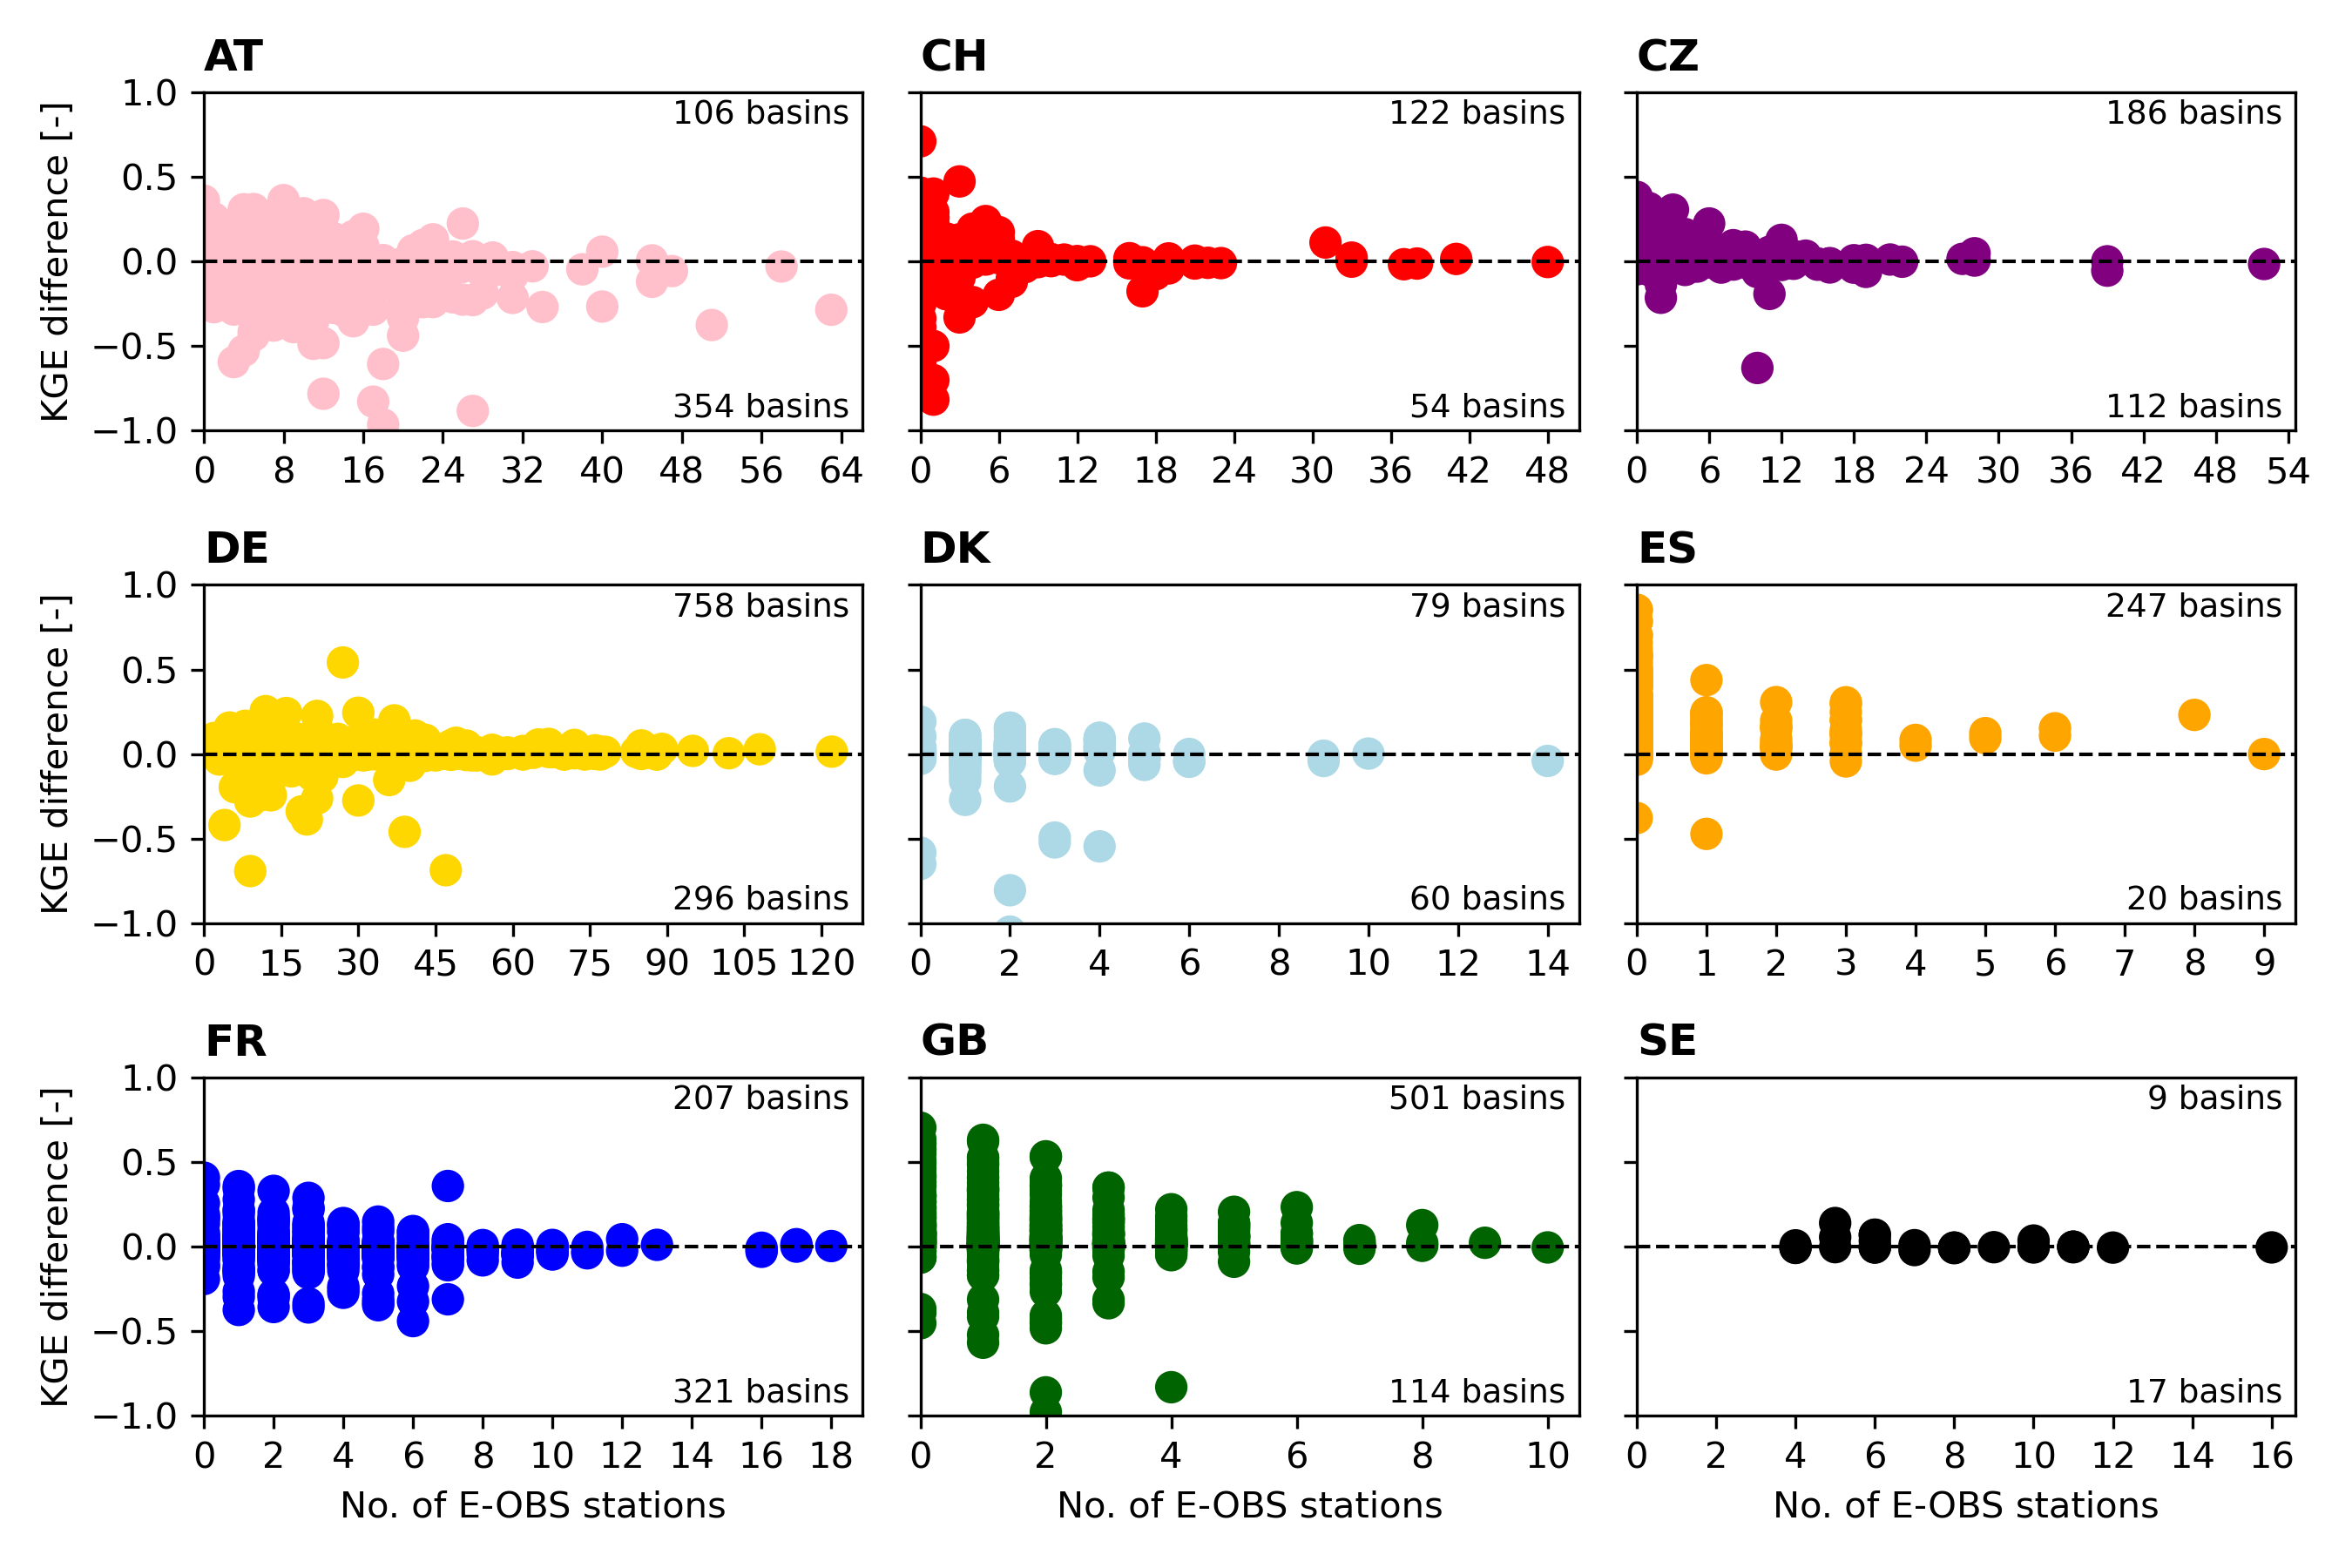 AT
CH
CZ
KGE difference [-]
1.0
0.5
0.0
−0.5
−1.0
106 basins
354 basins
0 8 16 24 32 40 48 56 64
122 basins
54 basins
0 6 12 18 24 30 36 42 48
186 basins
112 basins
0 6 12 18 24 30 36 42 48 54
DE
DK
ES
KGE difference [-]
1.0
0.5
0.0
−0.5
−1.0
758 basins
296 basins
0 15 30 45 60 75 90 105 120
79 basins
60 basins
0 2 4 6 8 10 12 14
247 basins
20 basins
0 1 2 3 4 5 6 7 8 9
FR
GB
SE
KGE difference [-]
1.0
0.5
0.0
−0.5
−1.0
207 basins
321 basins
0 2 4 6 8 10 12 14 16 18
No. of E-OBS stations
501 basins
114 basins
0 2 4 6 8 10
No. of E-OBS stations
9 basins
17 basins
0 2 4 6 8 10 12 14 16
No. of E-OBS stations